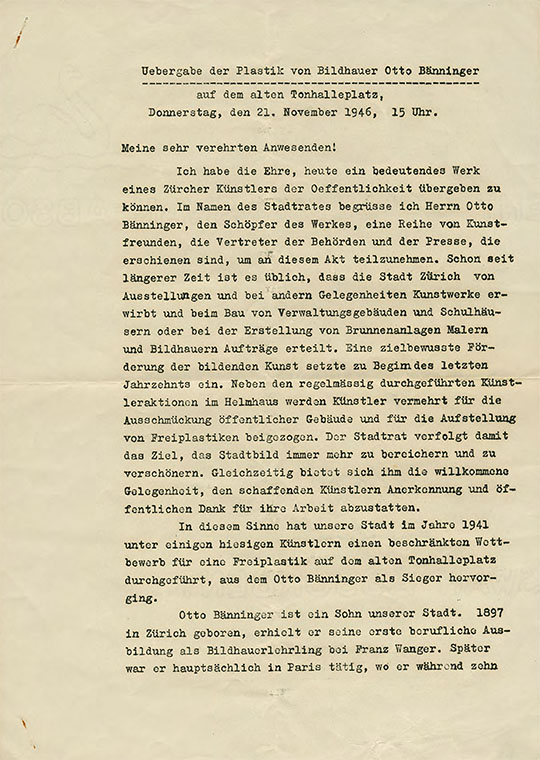 Uebergabe der Plastik von Bildhauer Otto Bänninger
auf dem alten Tonhalleplatz,
Donnerstag, den 21. November 1946, 15 Uhr.
Meine sehr verehrten Anwesenden!
Ich habe die Ehre, heute ein bedeutendes Werk
eines Zürcher Künstlers der Oeffentlichkeit übergeben zu
können. Im Namen des Stadtrates begrüsse ich Herrn Otto
Bänninger, den Schöpfer des Werkes, eine Reihe von Kunst-
freunden, die Vertreter der Behörden und der Presse, die
erschienen sind, um an diesem Akt teilzunehmen. Schon seit
längerer Zeit ist es üblich, dass die Stadt Zürich von
Ausstellungen und bei andern Gelegenheiten Kunstwerke er-
wirbt und beim Bau von Verwaltungsgebäuden und Schulhäu-
sern oder bei der Erstellung von Brunnenanlagen Malern
und Bildhauern Aufträge erteilt. Eine zielbewusste För-
derung der bildenden Kunst setzte zu Beginn des letzten
Jahrzehnts ein. Neben den regelmässig durchgeführten Künst-
leraktionen im Helmhaus werden Künstler vermehrt für die
Ausschmückung öffentlicher Gebäude und für die Aufstellung
von Freiplastiken beigezogen. Der Stadtrat verfolgt damit
das Ziel, das Stadtbild immer mehr zu bereichern und zu
verschönern. Gleichzeitig bietet sich ihm die willkommene
Gelegenheit, den schaffenden Künstlern Anerkennung und öf-
fentlichen Dank für ihre Arbeit abzustatten.
In diesem Sinne hat unsere Stadt im Jahre 1941
unter einigen hiesigen Künstlern einen beschränkten Wett-
bewerb für eine Freiplastik auf dem alten Tonhalleplatz
durchgeführt, aus dem Otto Bänninger als Sieger hervor-
ging.
Otto Bänninger ist ein Sohn unserer Stadt. 1897
in Zürich geboren, erhielt er seine erste berufliche Aus-
bildung als Bildhauerlehrling bei Franz Wanger. Später
war er hauptsächlich in Paris tätig, wo er während zehn